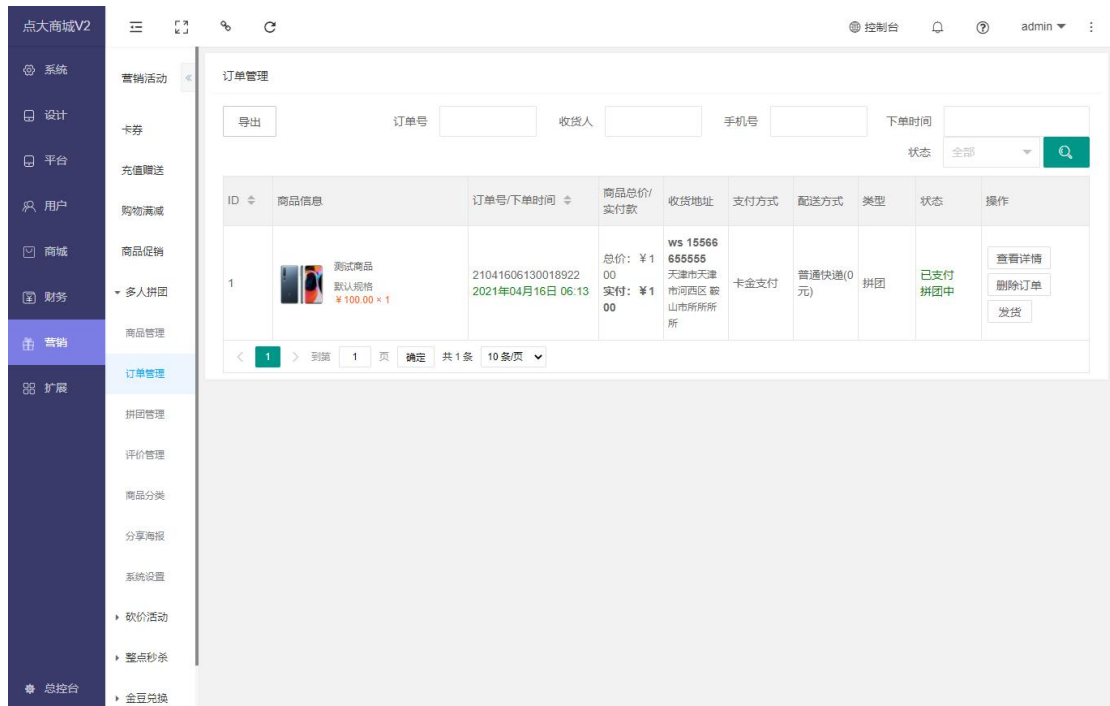 点大商城V2
控制台
admin
系统
设计
平台
用户
商城
财务
营销
扩展
总控台
营销活动
卡券
充值赠送
购物满减
商品促销
多人拼团
商品管理
订单管理
拼团管理
评价管理
商品分类
分享海报
系统设置
砍价活动
整点秒杀
金豆兑换
订单管理
导出
订单号
收货人
手机号
下单时间
状态
全部
ID
商品信息
订单号/下单时间
商品总价/
实付款
收货地址
支付方式
配送方式
类型
状态
操作
1
测试商品
默认规格
¥100.00 × 1
21041606130018922
2021年04月16日 06:13
总价: ¥1
00
实付: ¥1
00
ws 15566
655555
天津市天津
市河西区 鞍
山市所所所
所
卡金支付
普通快递(0
元)
拼团
已支付
拼团中
查看详情
删除订单
发货
1
到第
1
页
确定
共 1 条
10 条/页